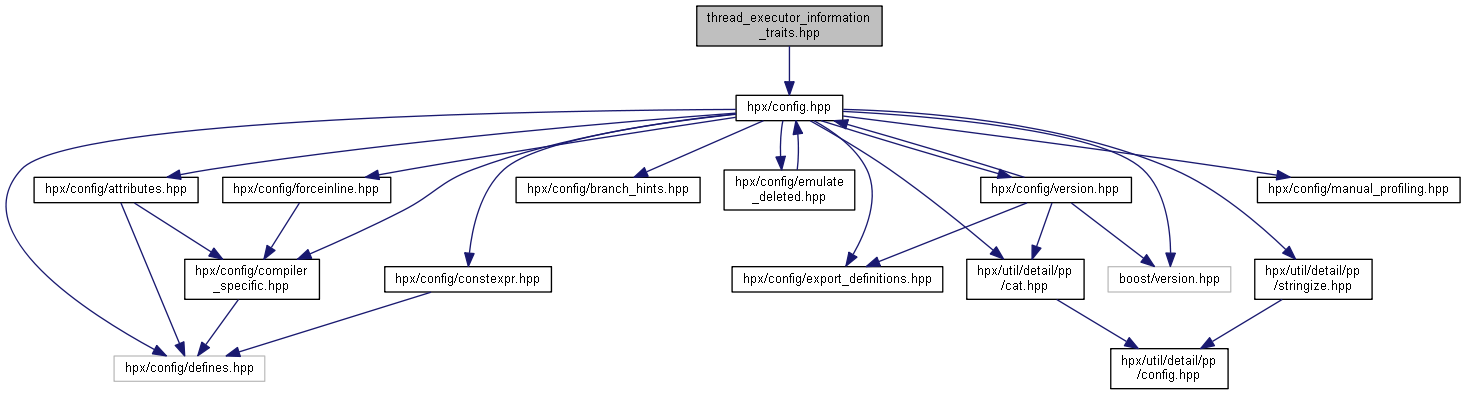 thread_executor_information
_traits.hpp
hpx/config.hpp
hpx/config/attributes.hpp
hpx/config/forceinline.hpp
hpx/config/branch_hints.hpp
hpx/config/emulate
_deleted.hpp
hpx/config/version.hpp
hpx/config/manual_profiling.hpp
hpx/config/compiler
_specific.hpp
hpx/config/constexpr.hpp
hpx/config/export_definitions.hpp
hpx/util/detail/pp
/cat.hpp
boost/version.hpp
hpx/util/detail/pp
/stringize.hpp
hpx/config/defines.hpp
hpx/util/detail/pp
/config.hpp